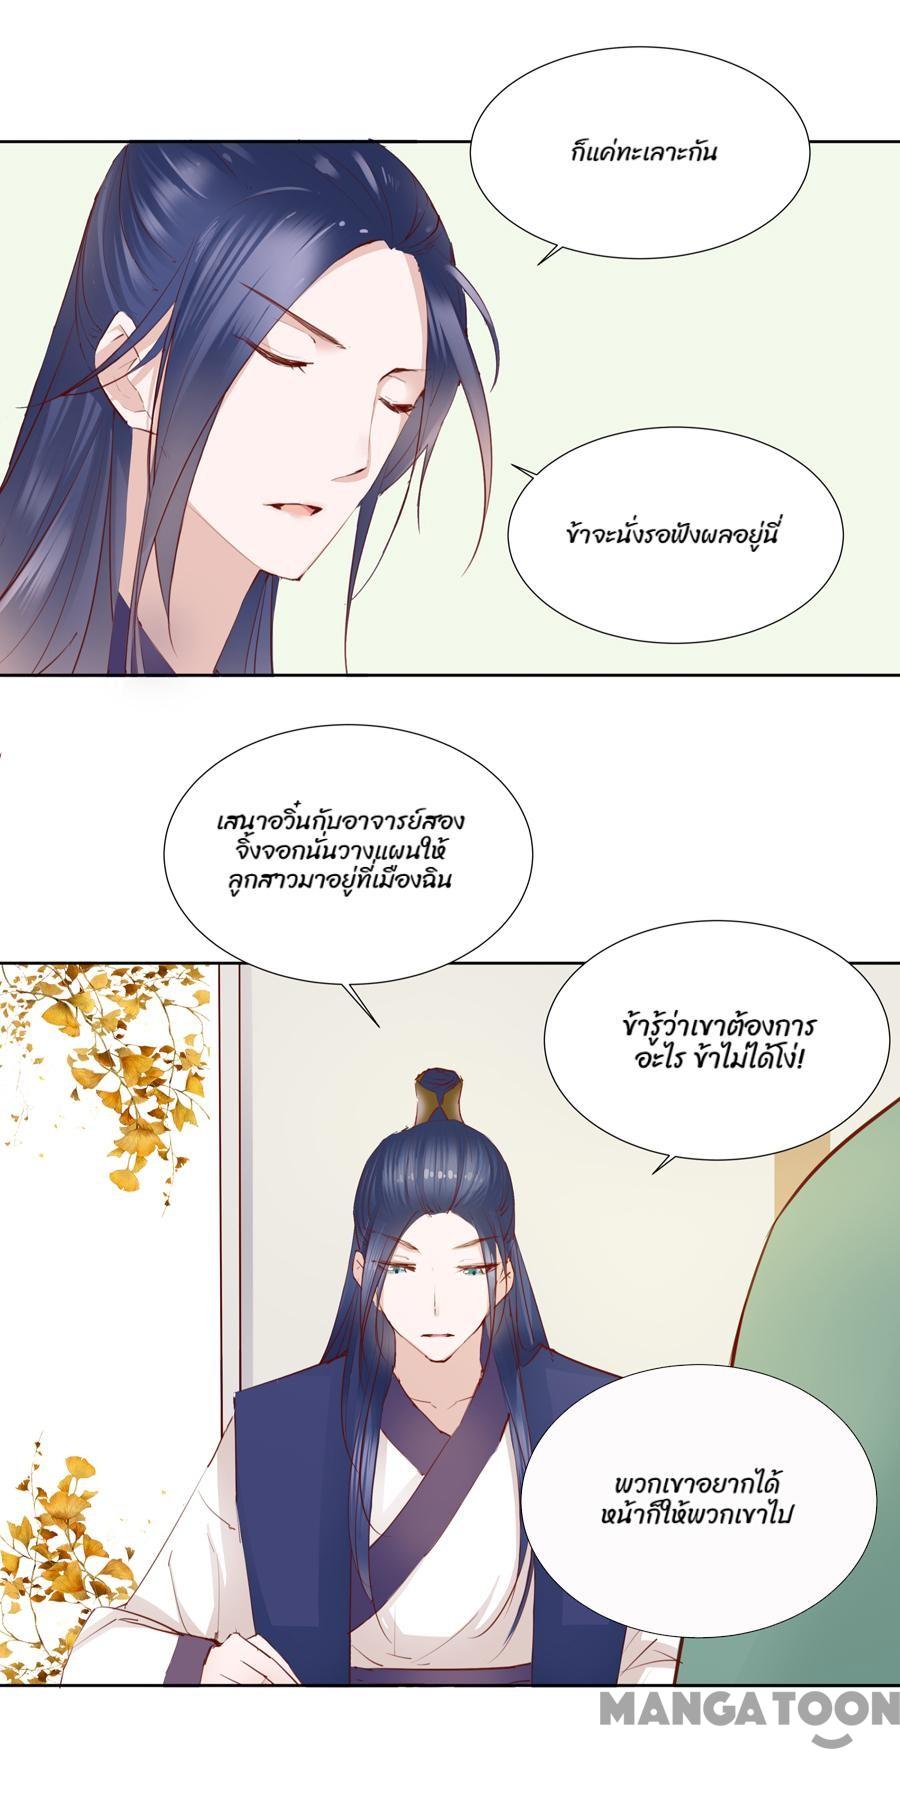 ก็แค่ทะเลาะกัน
ข้าจะนั่งรอฟังผลอยู่นี่
เสนาอวิ๋นกับอาจารย์สอง
จิ้งจอกนั่นวางแผนให้
ลูกสาวมาอยู่ที่เมืองฉิน
ข้ารู้ว่าเขาต้องการ
อะไร ข้าไม่ได้โง่!
พวกเขาอยากได้
หน้าก็ให้พวกเขาไป
MANGATOON